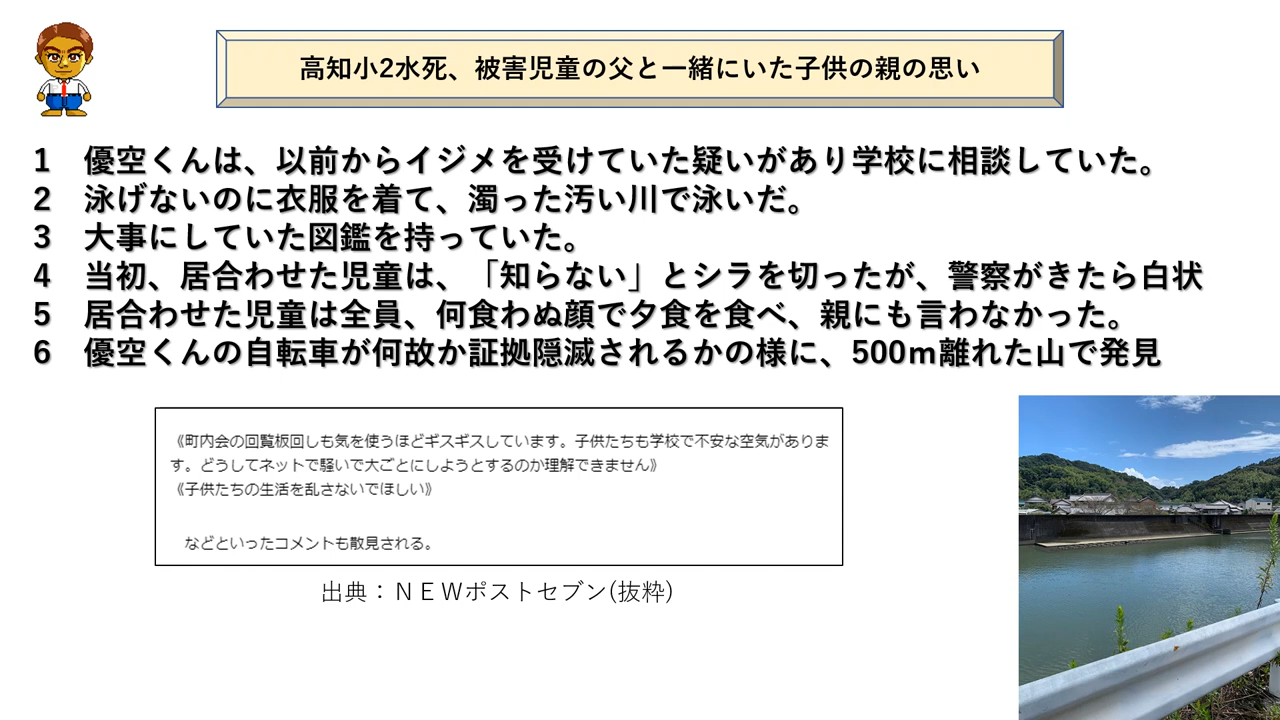 高知小2水死、被害児童の父と一緒にいた子供の親の思い
1 優空くんは、以前からイジメを受けていた疑いがあり学校に相談していた。
2 泳げないのに衣服を着て、濁った汚い川で泳いだ。
3 大事にしていた図鑑を持っていた。
4 当初、居合わせた児童は、「知らない」とシラを切ったが、警察がきたら白状
5 居合わせた児童は全員、何食わぬ顔で夕食を食べ、親にも言わなかった。
6 優空くんの自転車が何故か証拠隠滅されるかの様に、500m離れた山で発見
《町内会の回覧板回しも気を使うほどギスギスしています。子供たちも学校で不安な空気がありま
す。どうしてネットで騒いで大ごとにしようとするのか理解できません》
《子供たちの生活を乱さないでほしい》
などといったコメントも散見される。
出典：ＮＥＷポストセブン(抜粋)